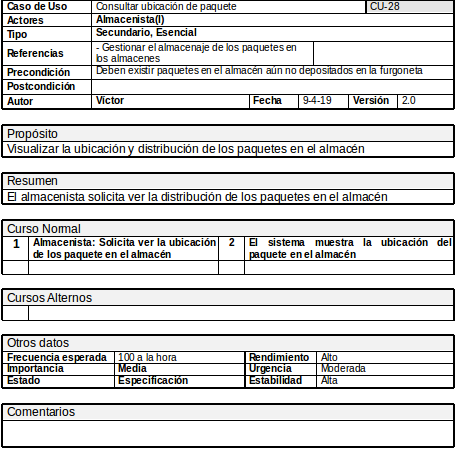 Caso de Uso Consultar ubicación de paquete CU-28
Actores Almacenista(I)
Tipo Secundario, Esencial
Referencias - Gestionar el almacenaje de los paquetes en
los almacenes
Precondición Deben existir paquetes en el almacén aún no depositados en la furgoneta
Postcondición
Autor Víctor Fecha 9-4-19 Versión 2.0
Propósito
Visualizar la ubicación y distribución de los paquetes en el almacén
Resumen
El almacenista solicita ver la distribución de los paquetes en el almacén
Curso Normal
1 Almacenista: Solicita ver la ubicación 2 El sistema muestra la ubicación del
de los paquete en el almacén paquete en el almacén
Cursos Alternos
Otros datos
Frecuencia esperada 100 a la hora Rendimiento Alto
Importancia Media Urgencia Moderada
Estado Especificación Estabilidad Alta
Comentarios